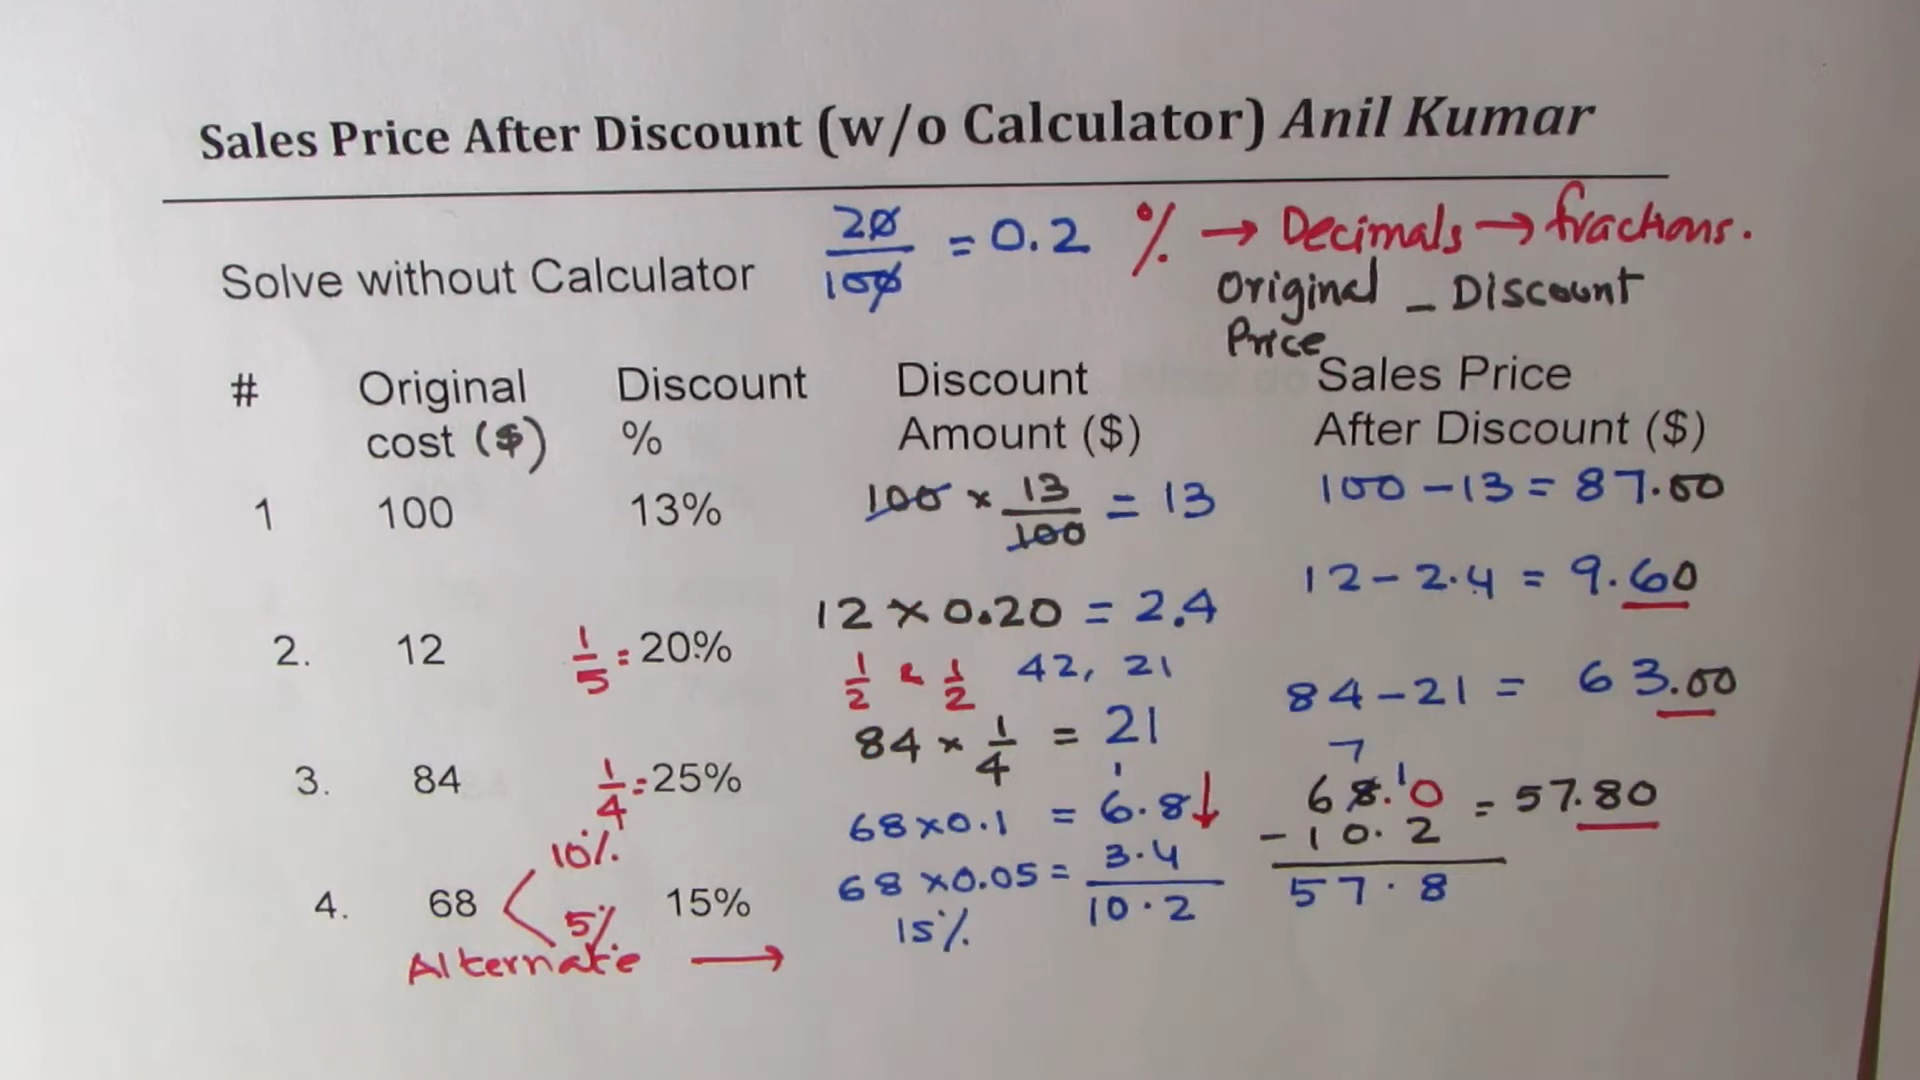 Sales Price After Discount (w/o Calculator) Anil Kumar
20/100 = 0.2 % → Decimals → fractions.
Solve without Calculator
Original Price – Discount
# Original cost ($) Discount % Discount Amount ($) Sales Price After Discount ($)
1 100 13% 100 × 13/100 = 13 100 – 13 = 87.00
2. 12 1/5 = 20% 12 × 0.20 = 2.4 12 – 2.4 = 9.60
1/2 & 1/2 42, 21
3. 84 1/4 = 25% 84 × 1/4 = 21 84 – 21 = 63.00
10% 68 × 0.1 = 6.8 ↓ 68.0 = 57.80
4. 68 5% 15% 68 × 0.05 = 3.4 – 10.2
15% 10.2 57.8
Alternate →